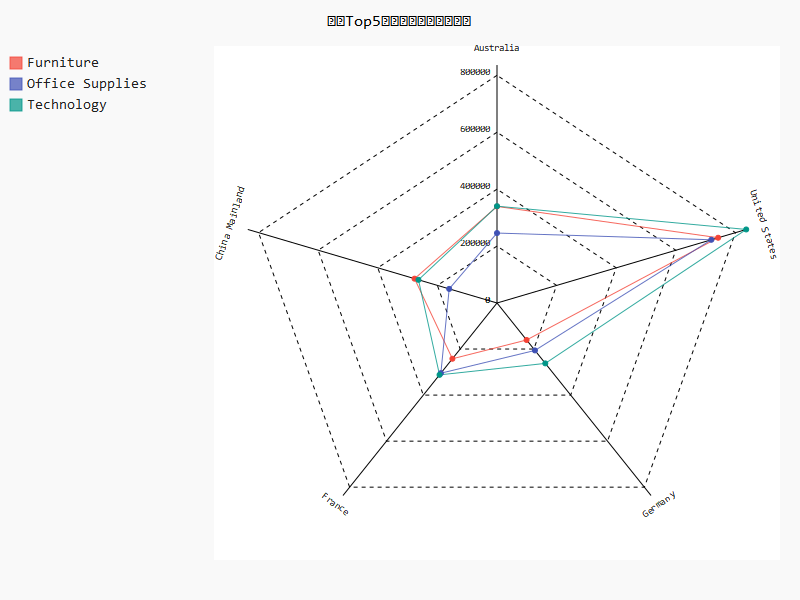 Top5
Furniture
Office Supplies
Technology
Australia
800000
600000
400000
200000
0
United States
China Mainland
France
Germany